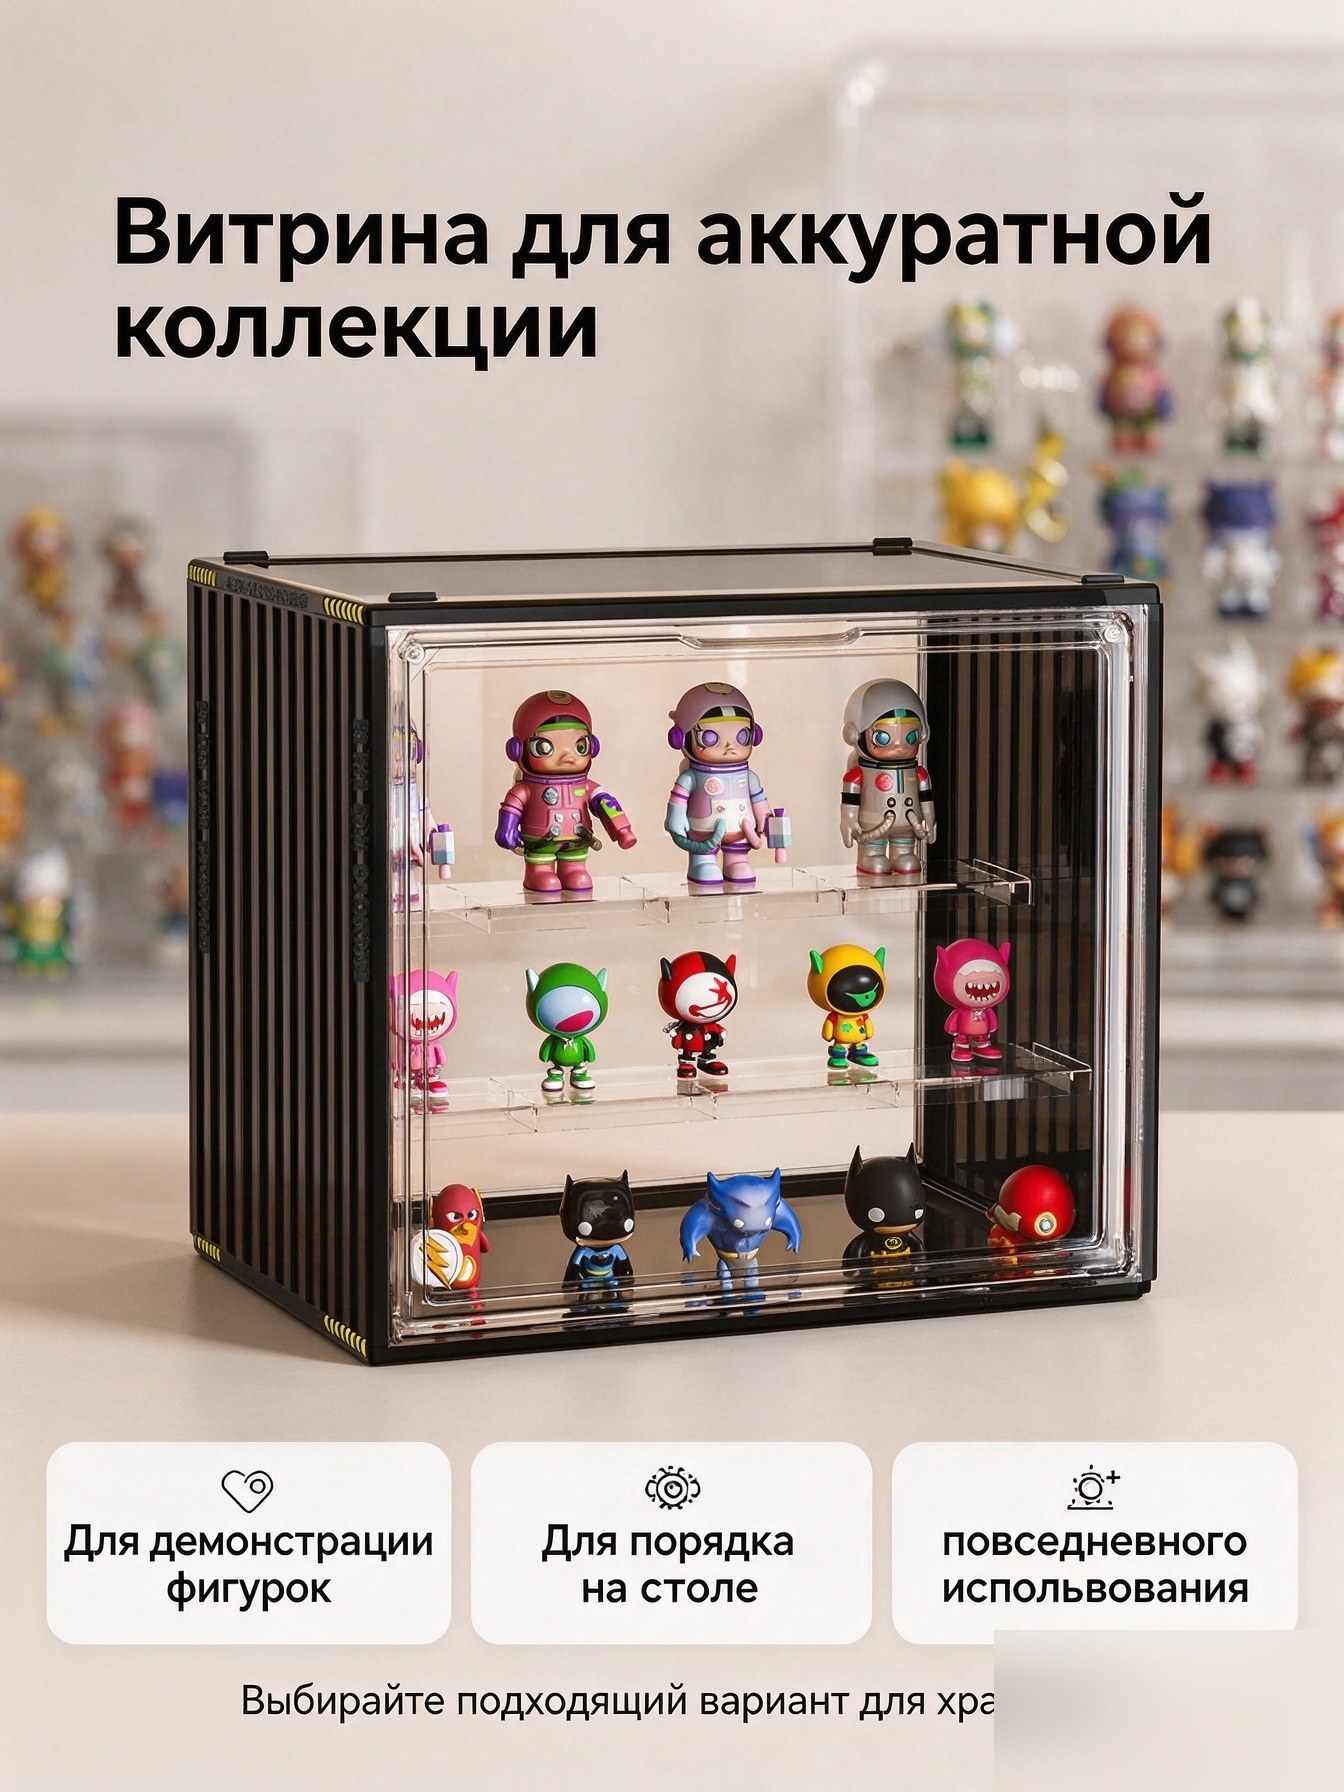 Витрина для аккуратной
коллекции
Для демонстрации
фигурок
Для порядка
на столе
повседневного
испольвования
Выбирайте подходящий вариант для хра